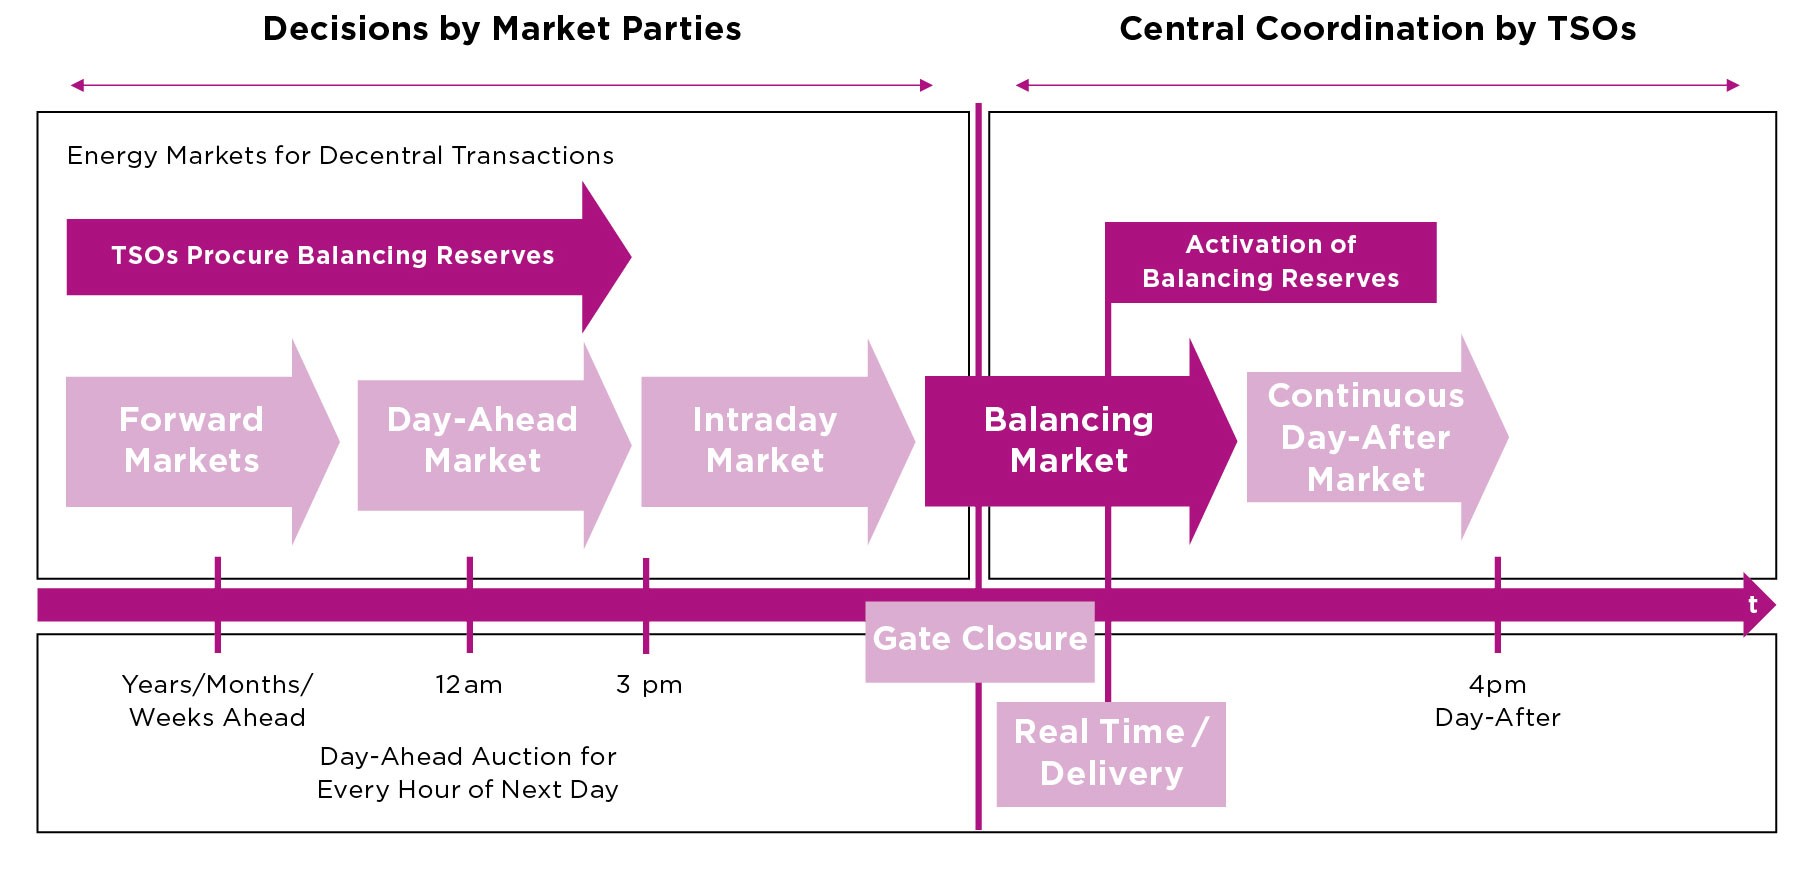 Decisions by Market Parties
Central Coordination by TSOs
Energy Markets for Decentral Transactions
TSOs Procure Balancing Reserves
Activation of
Balancing Reserves
Forward
Markets
Day-Ahead
Market
Intraday
Market
Balancing
Market
Continuous
Day-After
Market
t
Gate Closure
Years/Months/
Weeks Ahead
12am
3 pm
4pm
Day-After
Day-Ahead Auction for
Every Hour of Next Day
Real Time /
Delivery